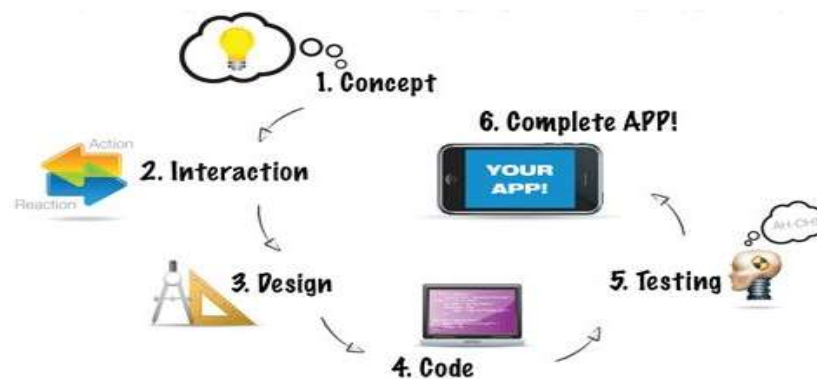 1. Concept
Action
2. Interaction
Reaction
3. Design
4. Code
5. Testing
6. Complete APP!
YOUR
APP!